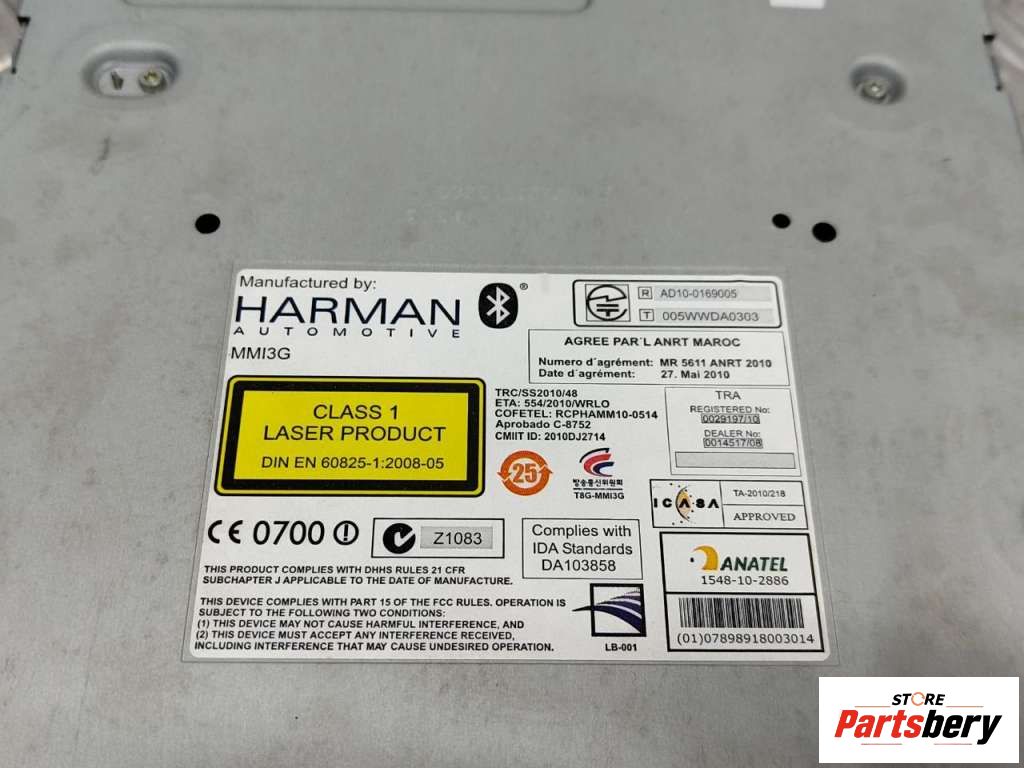 Manufactured by:
HARMAN
AUTOMOTIVE
MMI3G
®
R AD10-0169005
T 005WWDA0303
AGREE PAR´L ANRT MAROC
Numero d´agrément: MR 5611 ANRT 2010
Date d´agrément: 27. Mai 2010
CLASS 1
LASER PRODUCT
DIN EN 60825-1:2008-05
TRC/SS2010/48
ETA: 554/2010/WRLO
COFETEL: RCPHAMM10-0514
Aprobado C-8752
CMIIT ID: 2010DJ2714
TRA
REGISTERED No:
0029197/10
DEALER No:
0014517/08
25
방송통신위원회
T8G-MMI3G
ICASA
TA-2010/218
APPROVED
CE 0700
Z1083
Complies with
IDA Standards
DA103858
ANATEL
1548-10-2886
(01)07898918003014
THIS PRODUCT COMPLIES WITH DHHS RULES 21 CFR
SUBCHAPTER J APPLICABLE TO THE DATE OF MANUFACTURE.
THIS DEVICE COMPLIES WITH PART 15 OF THE FCC RULES. OPERATION IS
SUBJECT TO THE FOLLOWING TWO CONDITIONS:
(1) THIS DEVICE MAY NOT CAUSE HARMFUL INTERFERENCE, AND
(2) THIS DEVICE MUST ACCEPT ANY INTERFERENCE RECEIVED,
INCLUDING INTERFERENCE THAT MAY CAUSE UNDESIRED OPERATION.
LB-001
STORE
Partsbery